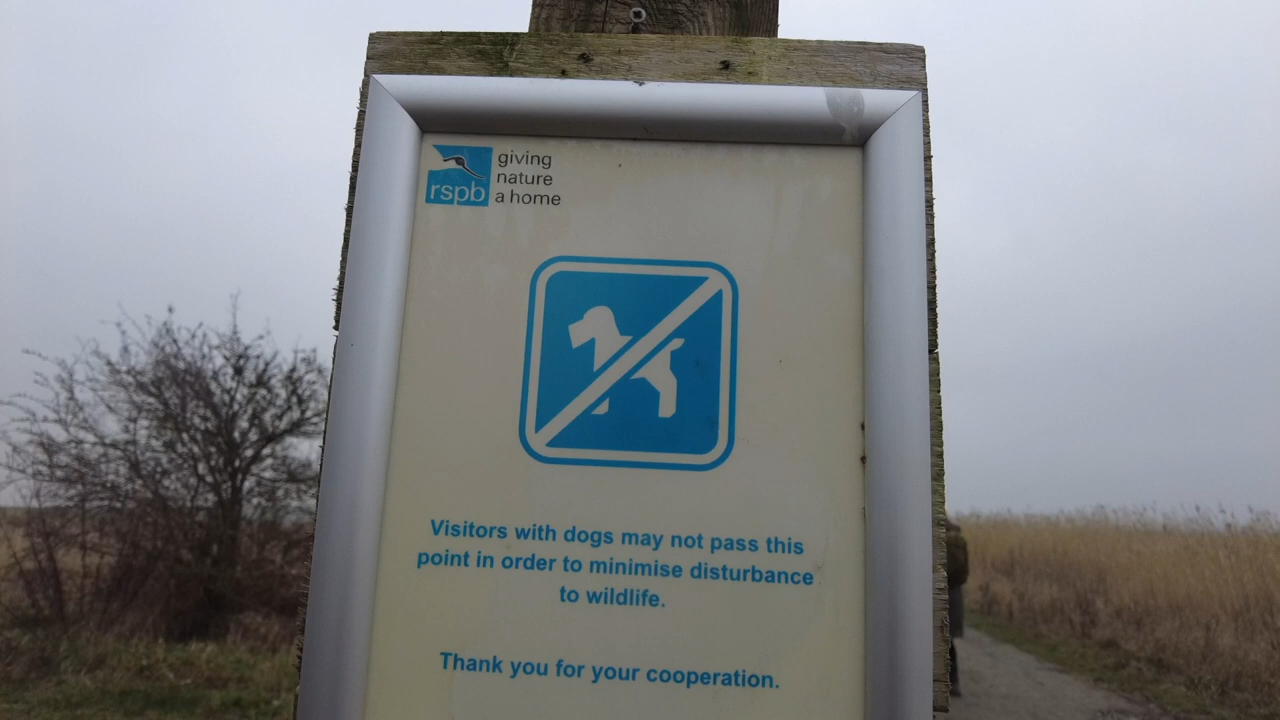 giving
nature
rspb a home
Visitors with dogs may not pass this
point in order to minimise disturbance
to wildlife.
Thank you for your cooperation.